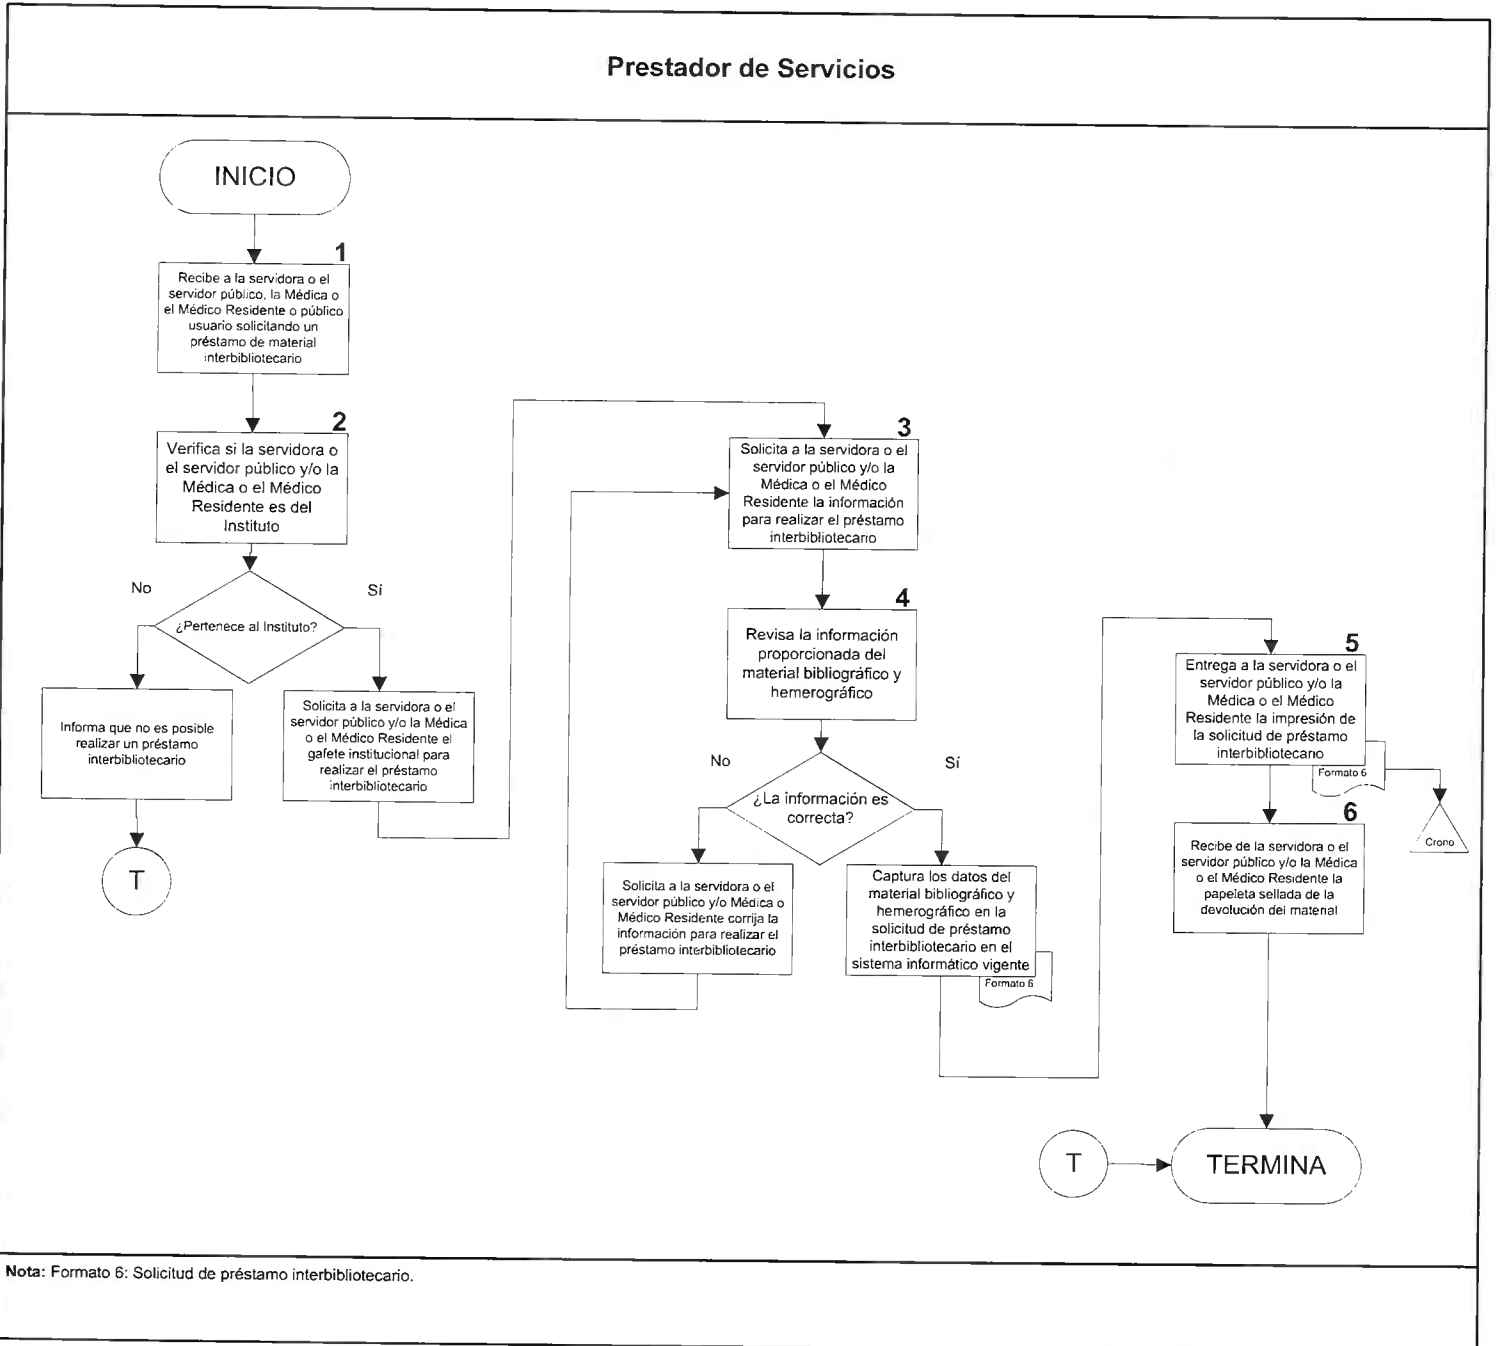 Prestador de Servicios
INICIO
1
Recibe a la servidora o el
servidor público, la Médica o
el Médico Residente o público
usuario solicitando un
préstamo de material
interbibliotecario
2
Verifica si la servidora o
el servidor público y/o la
Médica o el Médico
Residente es del
Instituto
No
Sí
¿Pertenece al Instituto?
Informa que no es posible
realizar un préstamo
interbibliotecario
T
Solicita a la servidora o el
servidor público y/o la Médica
o el Médico Residente el
gafete institucional para
realizar el préstamo
interbibliotecario
3
Solicita a la servidora o el
servidor público y/o la
Médica o el Médico
Residente la información
para realizar el préstamo
interbibliotecario
4
Revisa la información
proporcionada del
material bibliográfico y
hemerográfico
No
Sí
¿La información es
correcta?
Solicita a la servidora o el
servidor público y/o Médica o
Médico Residente corrija la
información para realizar el
préstamo interbibliotecario
Captura los datos del
material bibliográfico y
hemerográfico en la
solicitud de préstamo
interbibliotecario en el
sistema informático vigente
Formato 6
5
Entrega a la servidora o el
servidor público y/o la
Médica o el Médico
Residente la impresión de
la solicitud de préstamo
interbibliotecario
Formato 6
Crono
6
Recibe de la servidora o el
servidor público y/o la Médica
o el Médico Residente la
papeleta sellada de la
devolución del material
T
TERMINA
Nota: Formato 6: Solicitud de préstamo interbibliotecario.